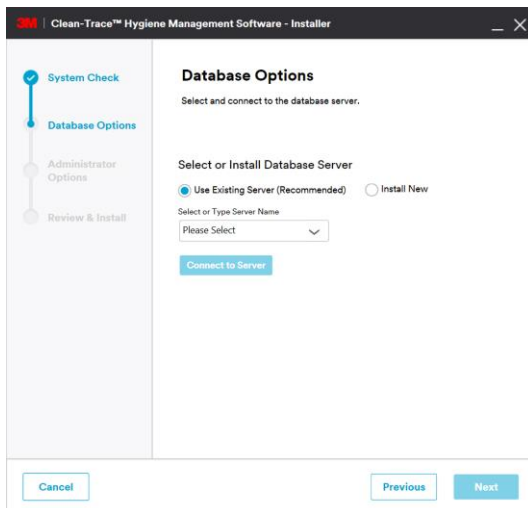 3M | Clean-Trace™ Hygiene Management Software - Installer
System Check
Database Options
Administrator
Options
Review & Install
Database Options
Select and connect to the database server.
Select or Install Database Server
Use Existing Server (Recommended) Install New
Select or Type Server Name
Please Select
Connect to Server
Cancel Previous Next